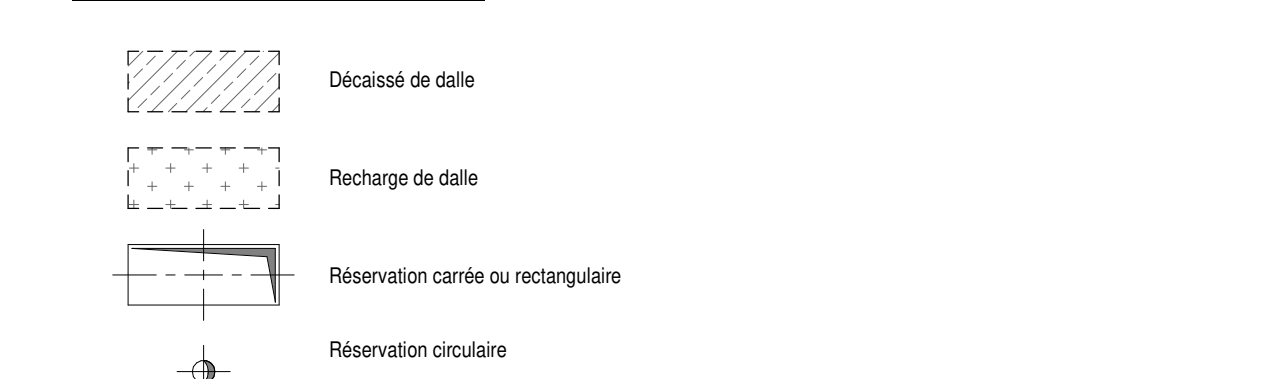 Décaissé de dalle
Recharge de dalle
Réservation carrée ou rectangulaire
Réservation circulaire